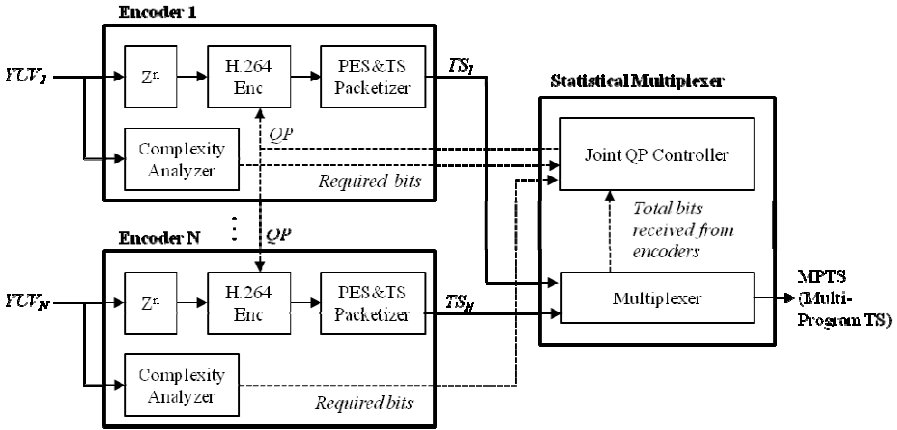 Encoder 1
YUV1
Z-n
H.264
Enc
PES&TS
Packetizer
TS1
Complexity
Analyzer
QP
Required bits
Statistical Multiplexer
Joint QP Controller
Total bits
received from
encoders
Multiplexer
MPTS
(Multi-
Program TS)
Encoder N
QP
YUVN
Z-n
H.264
Enc
PES&TS
Packetizer
TSN
Complexity
Analyzer
Required bits